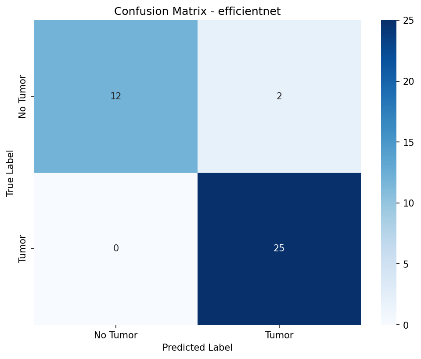 Confusion Matrix - efficientnet
True Label
No Tumor
Tumor
12
2
0
25
No Tumor
Tumor
Predicted Label
25
20
15
10
5
0